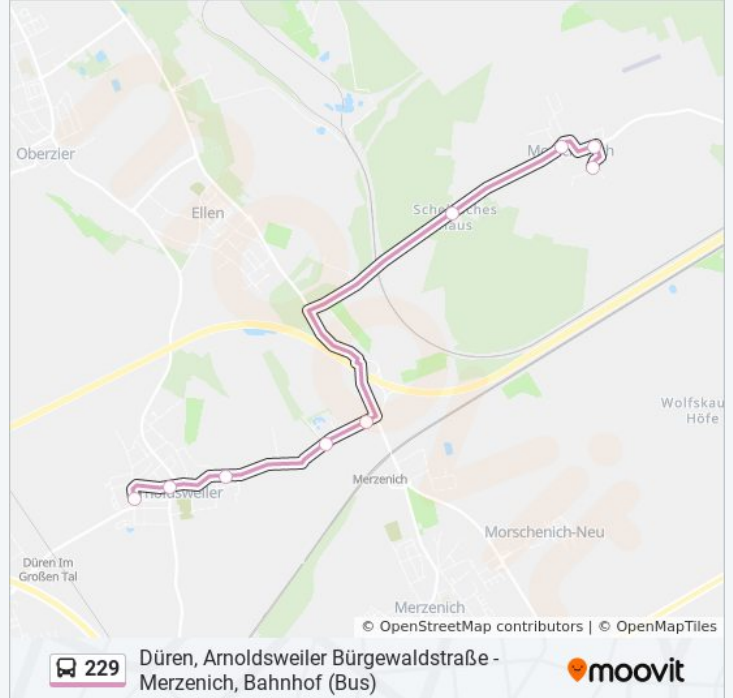 Oberzier
Ellen
Haus
Wolfskau
Höfe
Merzenich
Morschenich-Neu
Düren Im
Großen Tal
Merzenich
© OpenStreetMap contributors | © OpenMapTiles
229
Düren, Arnoldsweiler Bürgewaldstraße -
Merzenich, Bahnhof (Bus)
moovit